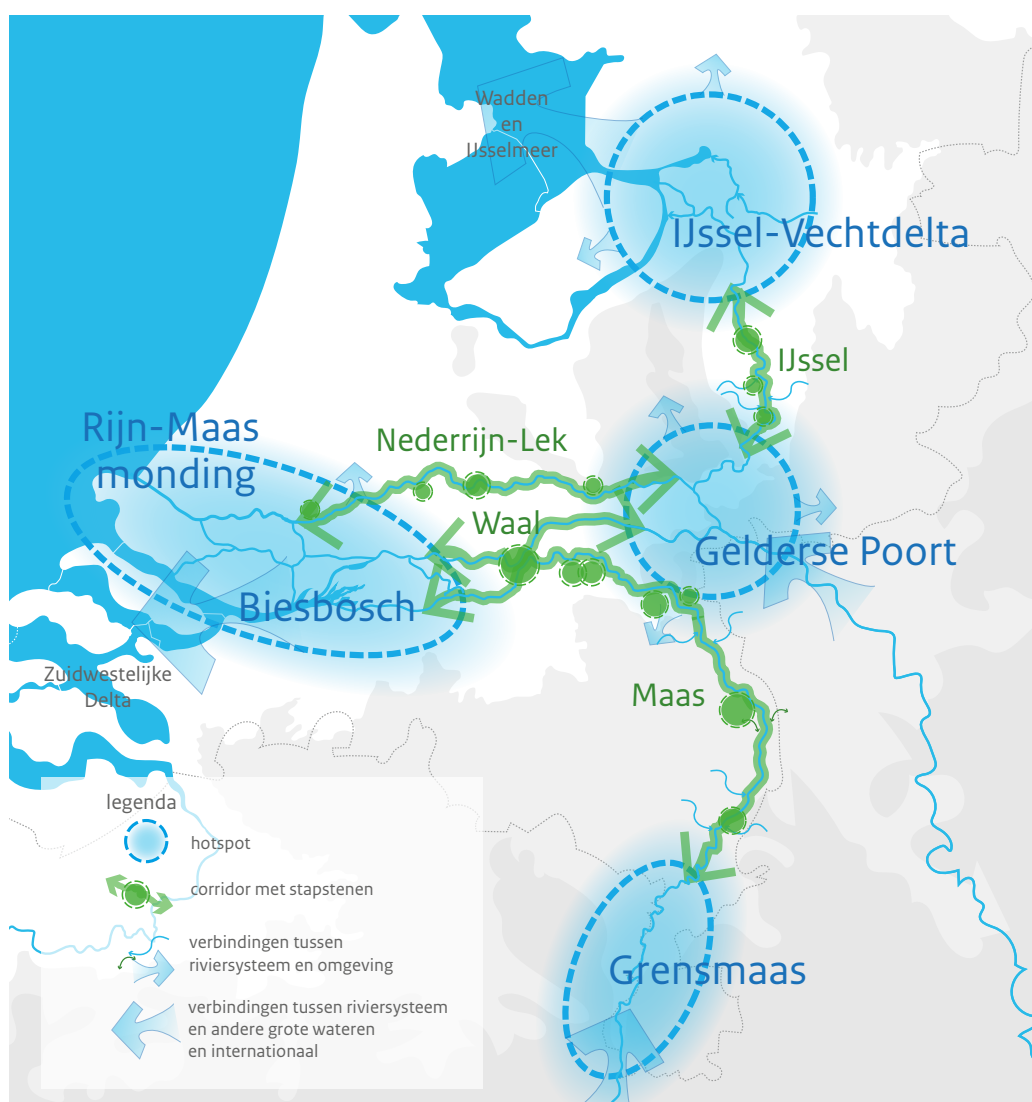 Wadden
en
IJsselmeer
IJssel-Vechtdelta
IJssel
Rijn-Maas
monding
Nederrijn-Lek
Waal
Gelderse Poort
Biesbosch
Zuidwestelijke
Delta
Maas
legenda
hotspot
corridor met stapstenen
verbindingen tussen
riviersysteem en omgeving
verbindingen tussen riviersysteem
en andere grote wateren
en internationaal
Grensmaas